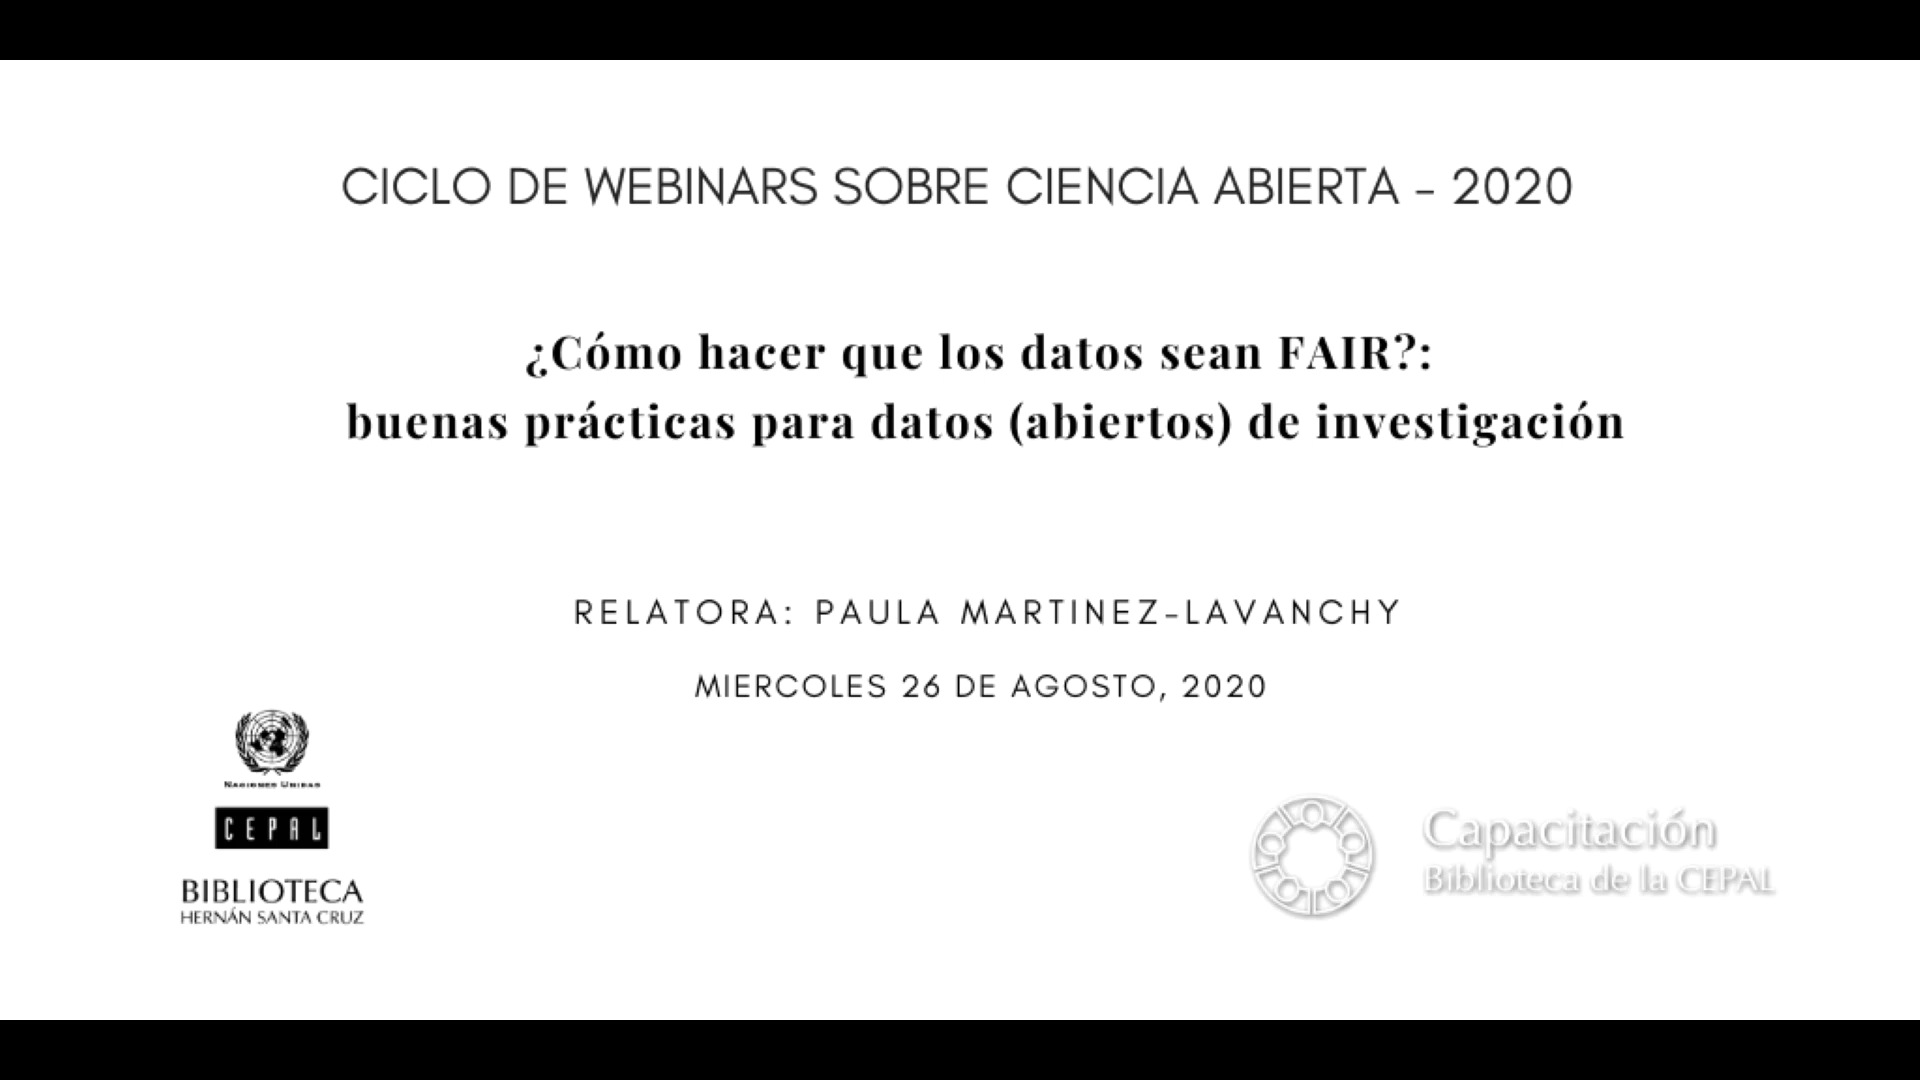 CICLO DE WEBINARS SOBRE CIENCIA ABIERTA - 2020
¿Cómo hacer que los datos sean FAIR?:
buenas prácticas para datos (abiertos) de investigación
RELATORA: PAULA MARTINEZ-LAVANCHY
MIERCOLES 26 DE AGOSTO, 2020
NACIONES UNIDAS
CEPAL
BIBLIOTECA
HERNÁN SANTA CRUZ
Capacitación
Biblioteca de la CEPAL